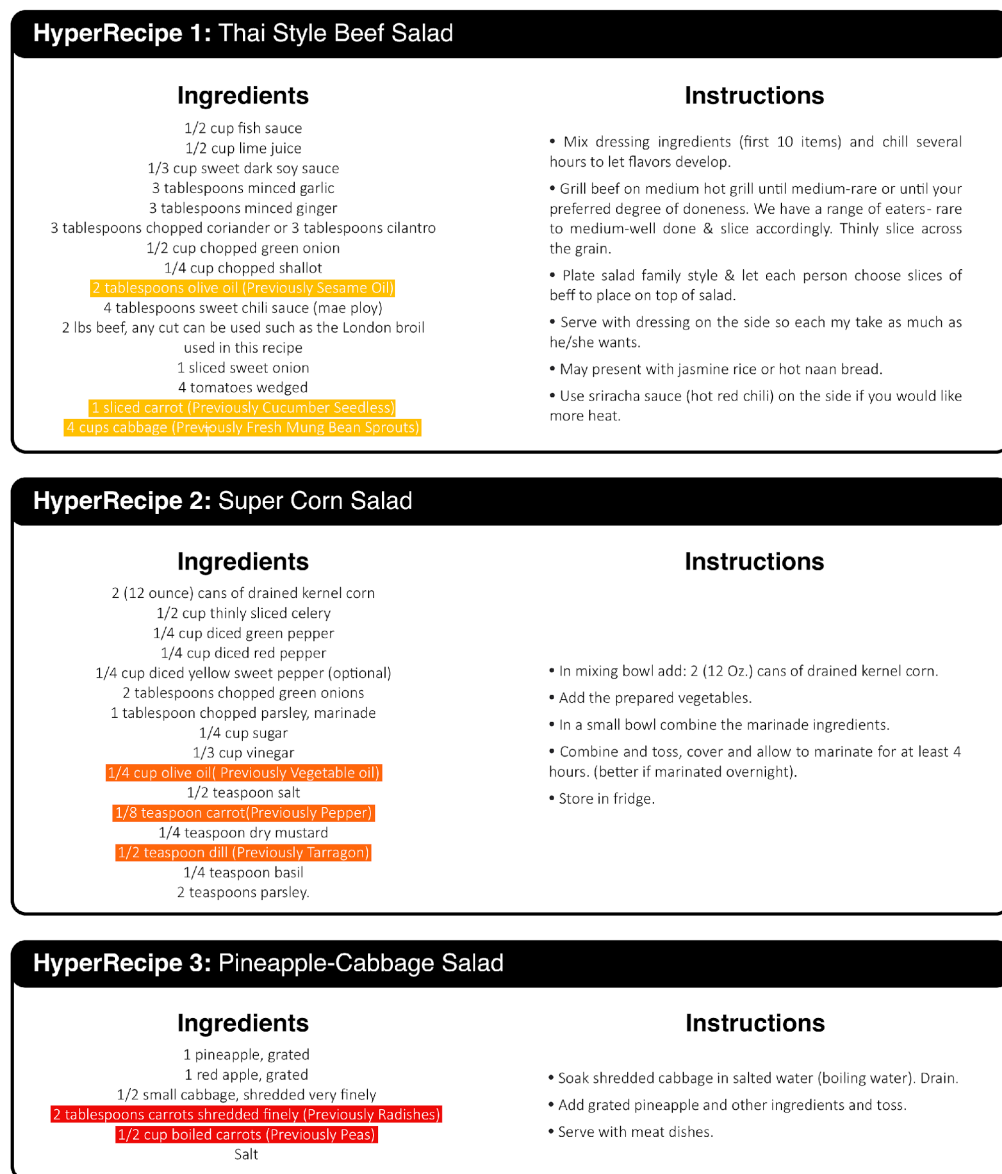 HyperRecipe 1: Thai Style Beef Salad
Ingredients
1/2 cup fish sauce
1/2 cup lime juice
1/3 cup sweet dark soy sauce
3 tablespoons minced garlic
3 tablespoons minced ginger
3 tablespoons chopped coriander or 3 tablespoons cilantro
1/2 cup chopped green onion
1/4 cup chopped shallot
2 tablespoons olive oil (Previously Sesame Oil)
4 tablespoons sweet chili sauce (mae ploy)
2 lbs beef, any cut can be used such as the London broil
used in this recipe
1 sliced sweet onion
4 tomatoes wedged
1 sliced carrot (Previously Cucumber Seedless)
4 cups cabbage (Previously Fresh Mung Bean Sprouts)
Instructions
• Mix dressing ingredients (first 10 items) and chill several
hours to let flavors develop.
• Grill beef on medium hot grill until medium-rare or until your
preferred degree of doneness. We have a range of eaters- rare
to medium-well done & slice accordingly. Thinly slice across
the grain.
• Plate salad family style & let each person choose slices of
beff to place on top of salad.
• Serve with dressing on the side so each my take as much as
he/she wants.
• May present with jasmine rice or hot naan bread.
• Use sriracha sauce (hot red chili) on the side if you would like
more heat.
HyperRecipe 2: Super Corn Salad
Ingredients
2 (12 ounce) cans of drained kernel corn
1/2 cup thinly sliced celery
1/4 cup diced green pepper
1/4 cup diced red pepper
1/4 cup diced yellow sweet pepper (optional)
2 tablespoons chopped green onions
1 tablespoon chopped parsley, marinade
1/4 cup sugar
1/3 cup vinegar
1/4 cup olive oil( Previously Vegetable oil)
1/2 teaspoon salt
1/8 teaspoon carrot(Previously Pepper)
1/4 teaspoon dry mustard
1/2 teaspoon dill (Previously Tarragon)
1/4 teaspoon basil
2 teaspoons parsley.
Instructions
• In mixing bowl add: 2 (12 Oz.) cans of drained kernel corn.
• Add the prepared vegetables.
• In a small bowl combine the marinade ingredients.
• Combine and toss, cover and allow to marinate for at least 4
hours. (better if marinated overnight).
• Store in fridge.
HyperRecipe 3: Pineapple-Cabbage Salad
Ingredients
1 pineapple, grated
1 red apple, grated
1/2 small cabbage, shredded very finely
2 tablespoons carrots shredded finely (Previously Radishes)
1/2 cup boiled carrots (Previously Peas)
Salt
Instructions
• Soak shredded cabbage in salted water (boiling water). Drain.
• Add grated pineapple and other ingredients and toss.
• Serve with meat dishes.